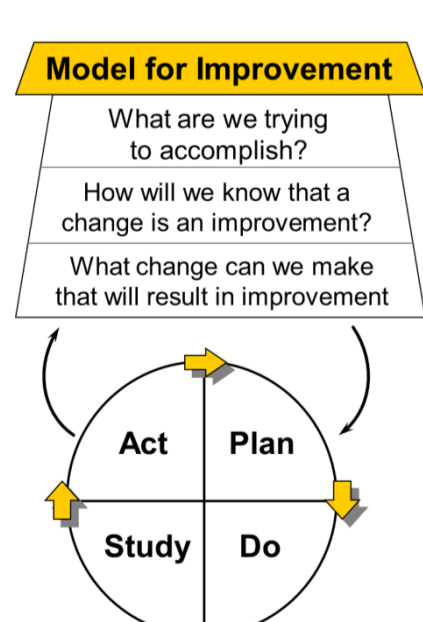 Model for Improvement
What are we trying
to accomplish?
How will we know that a
change is an improvement?
What change can we make
that will result in improvement
Act
Plan
Study
Do